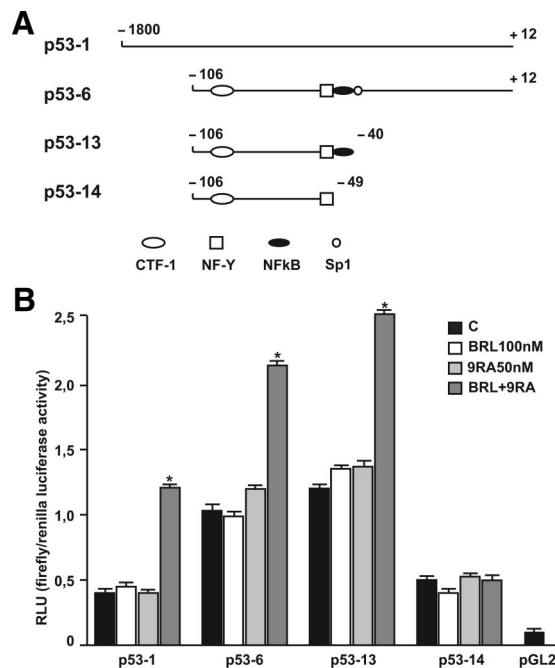 A
p53-1
– 1800
+ 12
p53-6
– 106
+ 12
p53-13
– 106
– 40
p53-14
– 106
– 49
CTF-1
NF-Y
NFkB
Sp1
B
RLU (firefly/renilla luciferase activity)
2,5
2,0
1,5
1,0
0,5
0
*
*
*
C
BRL100nM
9RA50nM
BRL+9RA
p53-1
p53-6
p53-13
p53-14
pGL2